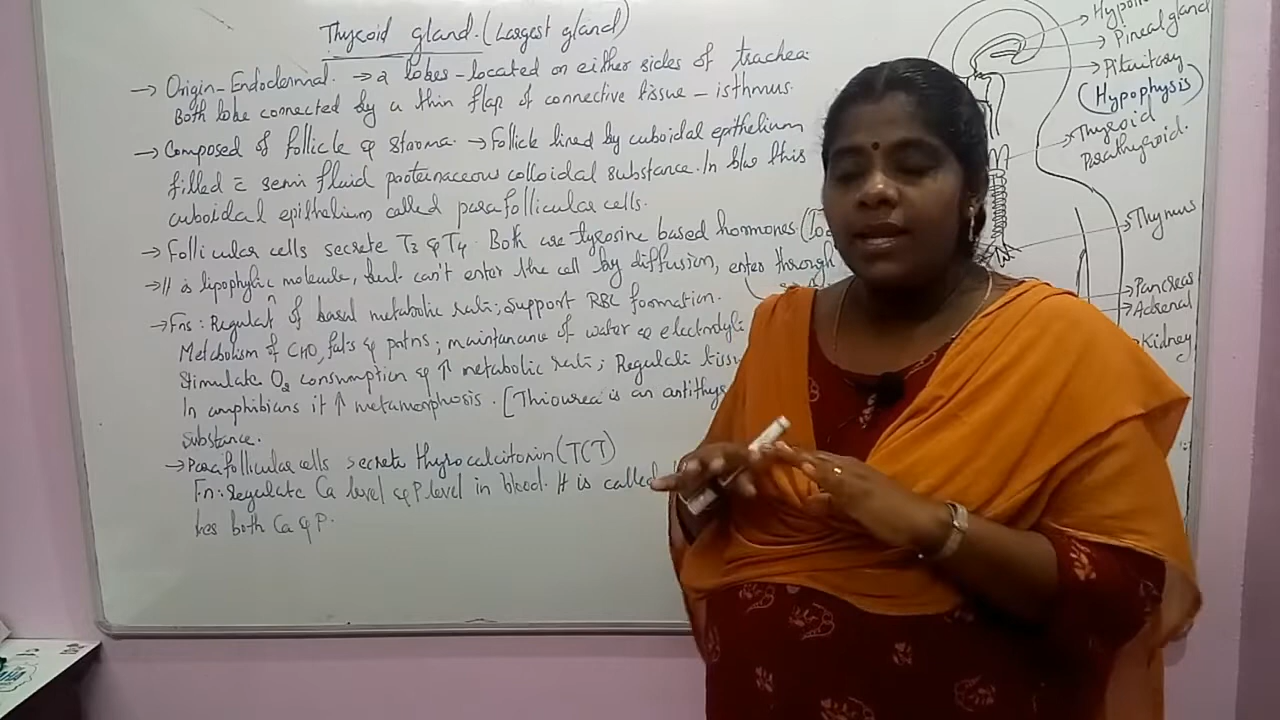 Thyroid gland. (Largest gland)
→ Origin - Endodermal. → 2 lobes - located on either sides of trachea.
Both lobe connected by a thin flap of connective tissue - isthmus.
→ Composed of follicle & stroma. → Follicle lined by cuboidal epithelium
filled c̄ semi fluid proteinaceous colloidal substance. In b/w this
cuboidal epithelium called parafollicular cells.
→ Follicular cells secrete T3 & T4. Both are tyrosine based hormones (Iod
→ It is lipophylic molecule, but can't enter the cell by diffusion, enter through
→ Fns: Regulatn of basal metabolic rate; support RBC formation.
Metabolism of CHO, fats & protns; maintanance of water & electrolyte
Stimulate O2 consumption & ↑ metabolic rate; Regulate tissu
In amphibians it ↑ metamorphosis. [Thiourea is an antithy
substance.
→ Parafollicular cells secrete thyrocalcitonin (TCT)
Fn: Regulate Ca level & P level in blood. It is called
both Ca & P.
Hypoth
Pineal gland
Pituitary
(Hypophysis)
Thyroid
Parathyroid.
Thymus
Pancreas
Adrenal
Kidney